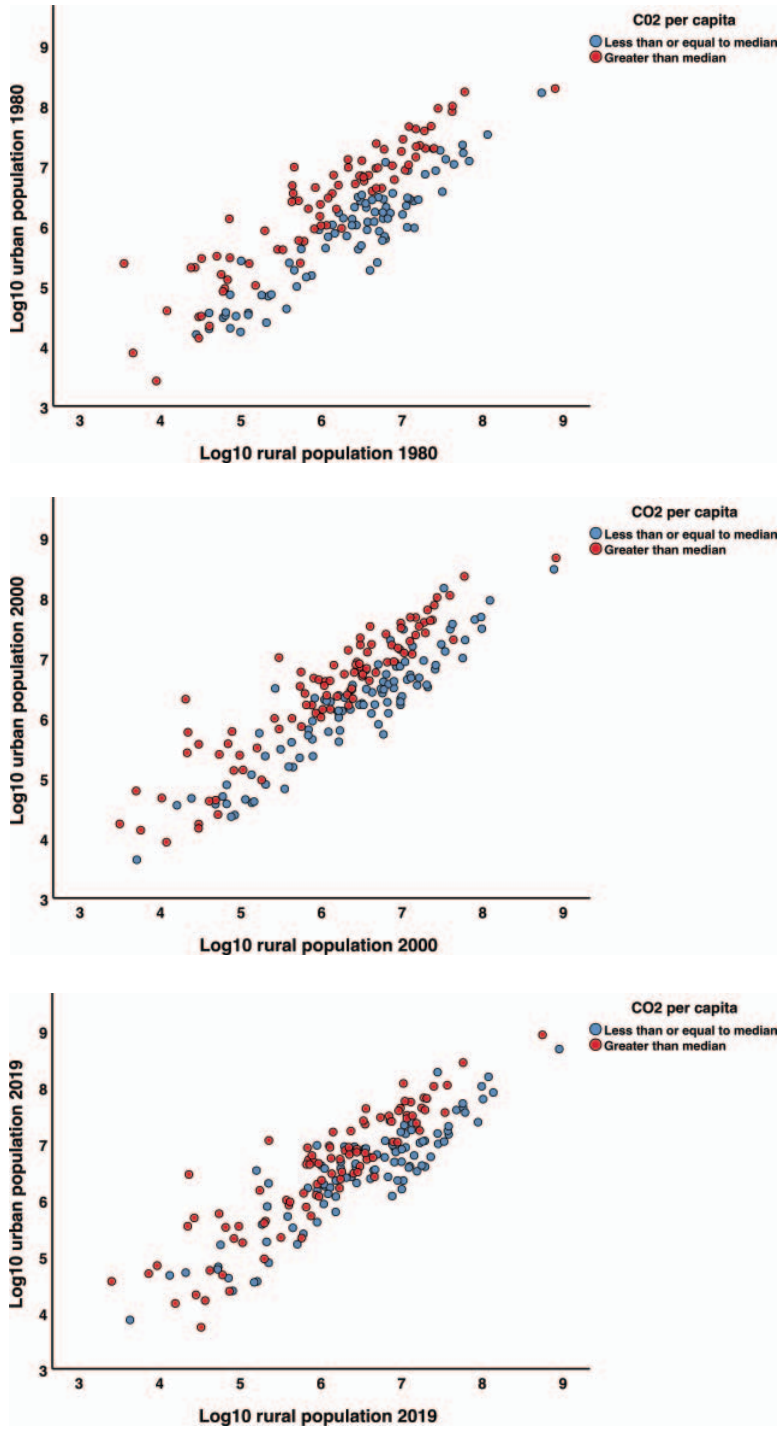 C02 per capita
Less than or equal to median
Greater than median
Log10 urban population 1980
9
8
7
6
5
4
3
3 4 5 6 7 8 9
Log10 rural population 1980
CO2 per capita
Less than or equal to median
Greater than median
Log10 urban population 2000
9
8
7
6
5
4
3
3 4 5 6 7 8 9
Log10 rural population 2000
CO2 per capita
Less than or equal to median
Greater than median
Log10 urban population 2019
9
8
7
6
5
4
3
3 4 5 6 7 8 9
Log10 rural population 2019